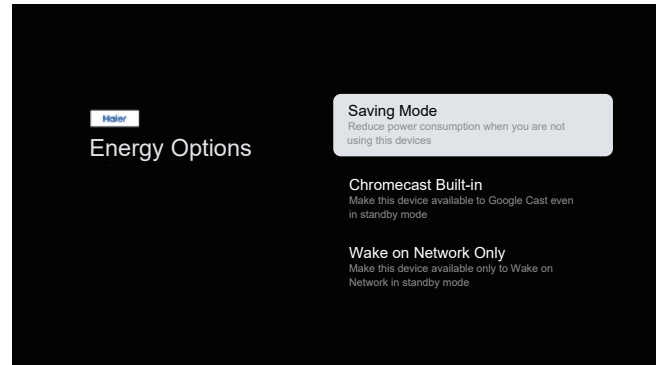 Haier
Energy Options
Saving Mode
Reduce power consumption when you are not
using this devices
Chromecast Built-in
Make this device available to Google Cast even
in standby mode
Wake on Network Only
Make this device available only to Wake on
Network in standby mode